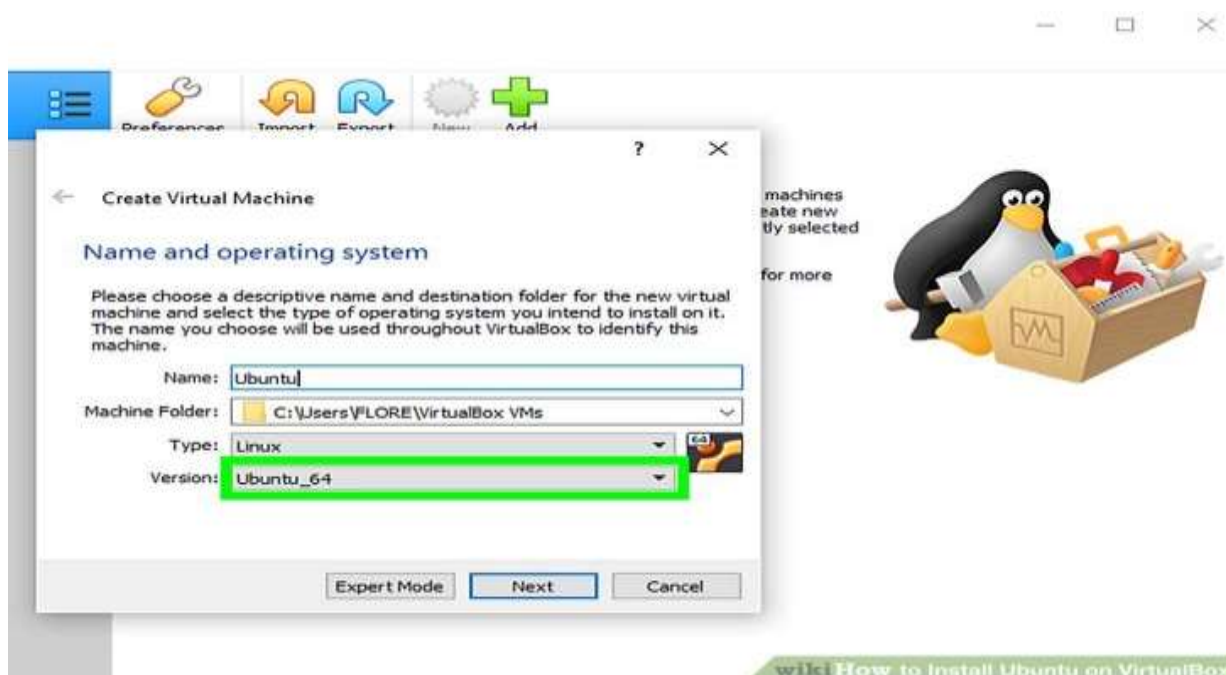 Preferences Import Export New Add
?
Create Virtual Machine
machines
eate new
tly selected
for more
Name and operating system
Please choose a descriptive name and destination folder for the new virtual
machine and select the type of operating system you intend to install on it.
The name you choose will be used throughout VirtualBox to identify this
machine.
Name: Ubuntu
Machine Folder: C:\Users\FLORE\VirtualBox VMs
Type: Linux
64
Version: Ubuntu_64
Expert Mode Next Cancel
wikiHow to Install Ubuntu on VirtualBox